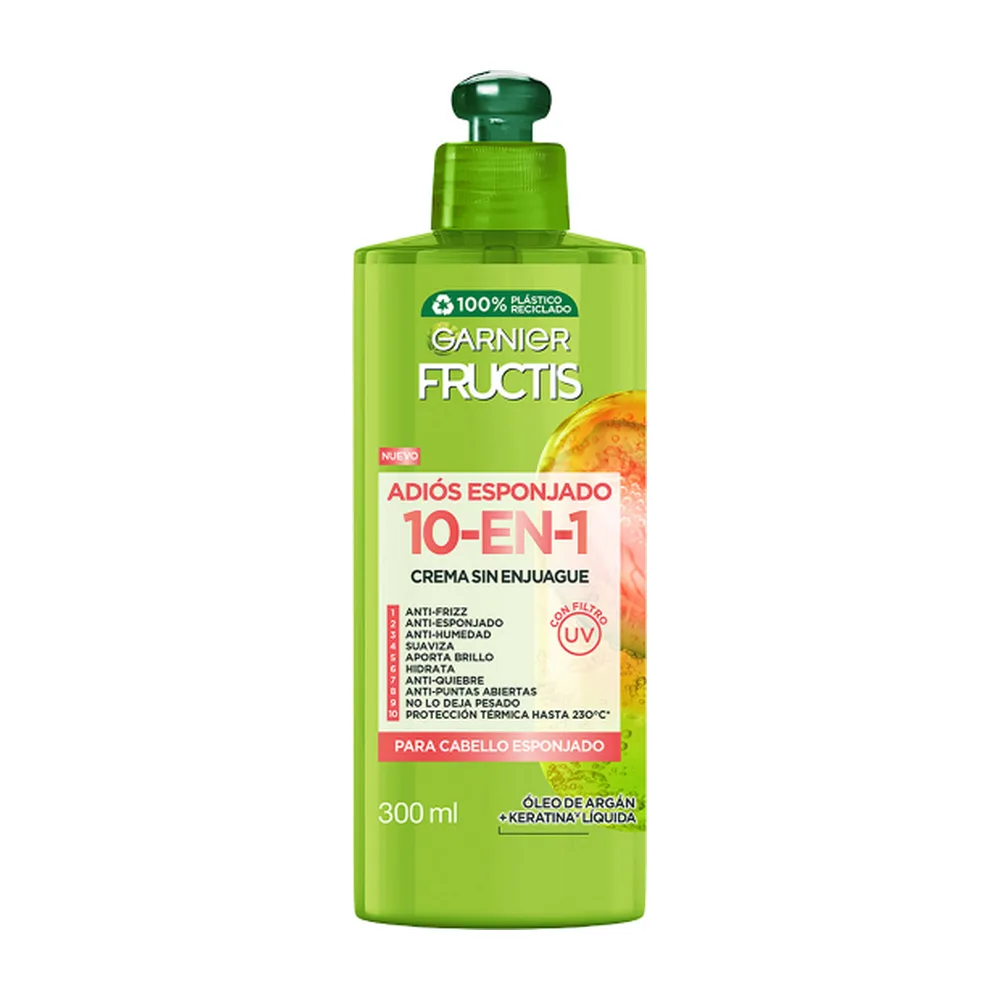 100% PLÁSTICO RECICLADO
GARNIER
FRUCTIS
NUEVO
ADIÓS ESPONJADO
10-EN-1
CREMA SIN ENJUAGUE
1 ANTI-FRIZZ
2 ANTI-ESPONJADO
3 ANTI-HUMEDAD
4 SUAVIZA
5 APORTA BRILLO
6 HIDRATA
7 ANTI-QUIEBRE
8 ANTI-PUNTAS ABIERTAS
9 NO LO DEJA PESADO
10 PROTECCIÓN TÉRMICA HASTA 230°C*
CON FILTRO
UV
PARA CABELLO ESPONJADO
300 ml
ÓLEO DE ARGÁN
+ KERATINAᵞ LÍQUIDA